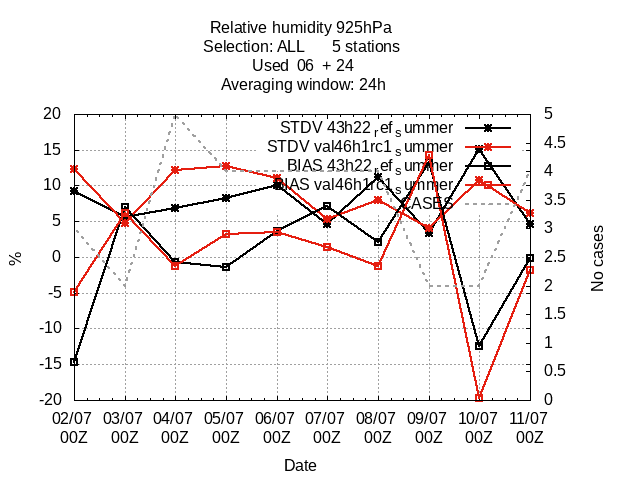 Relative humidity 925hPa
Selection: ALL 5 stations
Used 06 + 24
Averaging window: 24h
STDV 43h22refsummer
STDV val46h1rc1summer
BIAS 43h22refsummer
BIAS val46h1rc1summer
CASES
20
15
10
5
0
-5
-10
-15
-20
%
5
4.5
4
3.5
3
2.5
2
1.5
1
0.5
0
No cases
02/07 03/07 04/07 05/07 06/07 07/07 08/07 09/07 10/07 11/07
00Z 00Z 00Z 00Z 00Z 00Z 00Z 00Z 00Z 00Z
Date